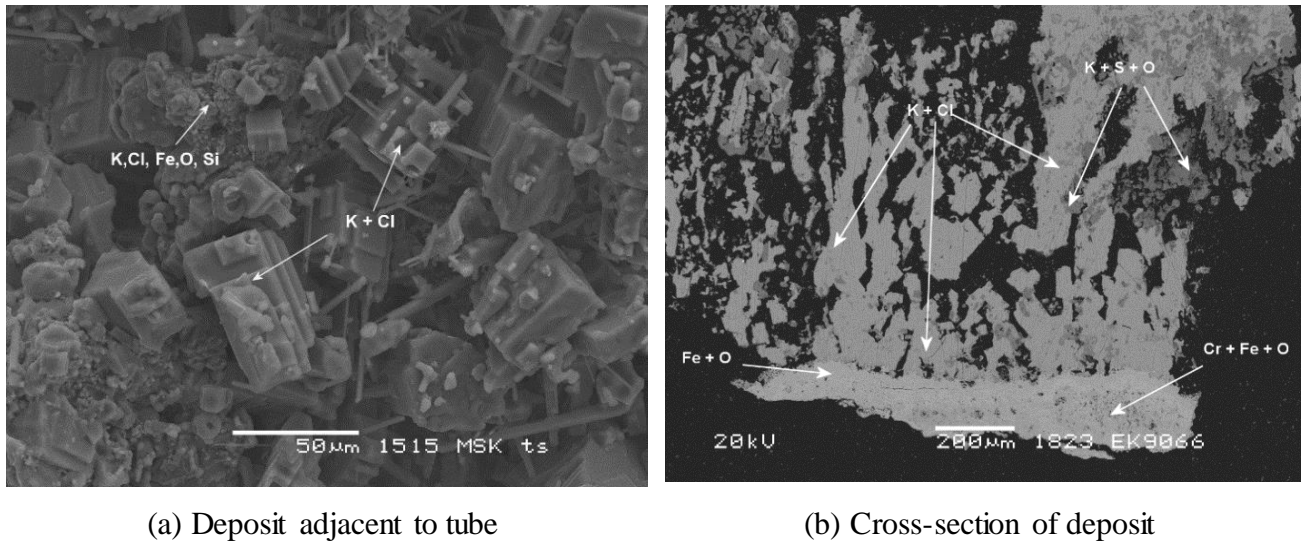 K,Cl, Fe,O, Si
K + Cl
K + Cl
50µm 1515 MSK ts
K + S + O
K + Cl
Fe + O
Cr + Fe + O
20kV 200µm 1823 EK9066
(a) Deposit adjacent to tube
(b) Cross-section of deposit